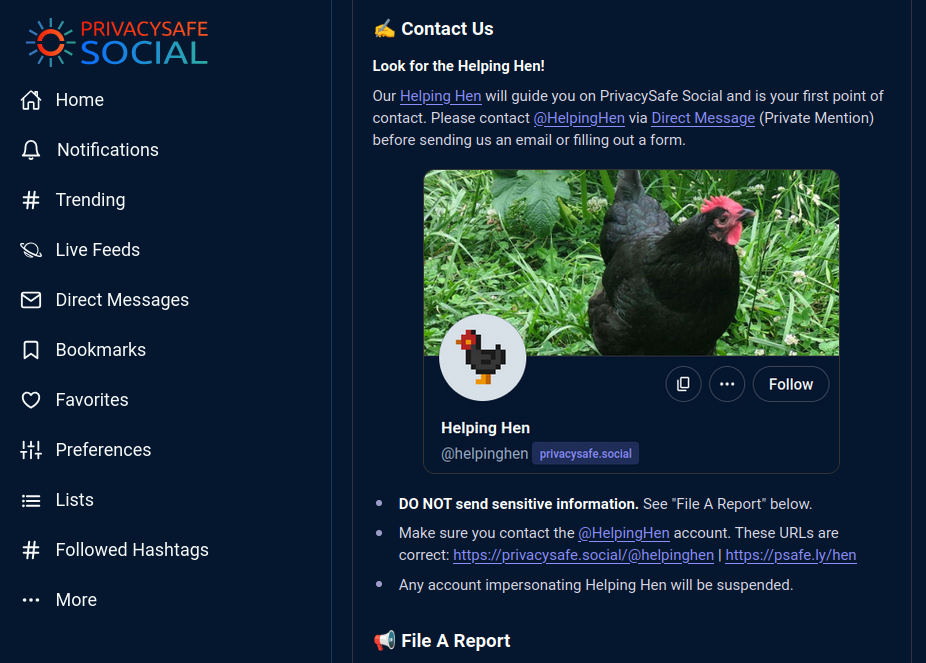 PRIVACYSAFE
SOCIAL
Home
Notifications
Trending
Live Feeds
Direct Messages
Bookmarks
Favorites
Preferences
Lists
Followed Hashtags
More
✍️ Contact Us
Look for the Helping Hen!
Our Helping Hen will guide you on PrivacySafe Social and is your first point of
contact. Please contact @HelpingHen via Direct Message (Private Mention)
before sending us an email or filling out a form.
Follow
Helping Hen
@helpinghen privacysafe.social
• DO NOT send sensitive information. See "File A Report" below.
• Make sure you contact the @HelpingHen account. These URLs are
correct: https://privacysafe.social/@helpinghen | https://psafe.ly/hen
• Any account impersonating Helping Hen will be suspended.
📢 File A Report